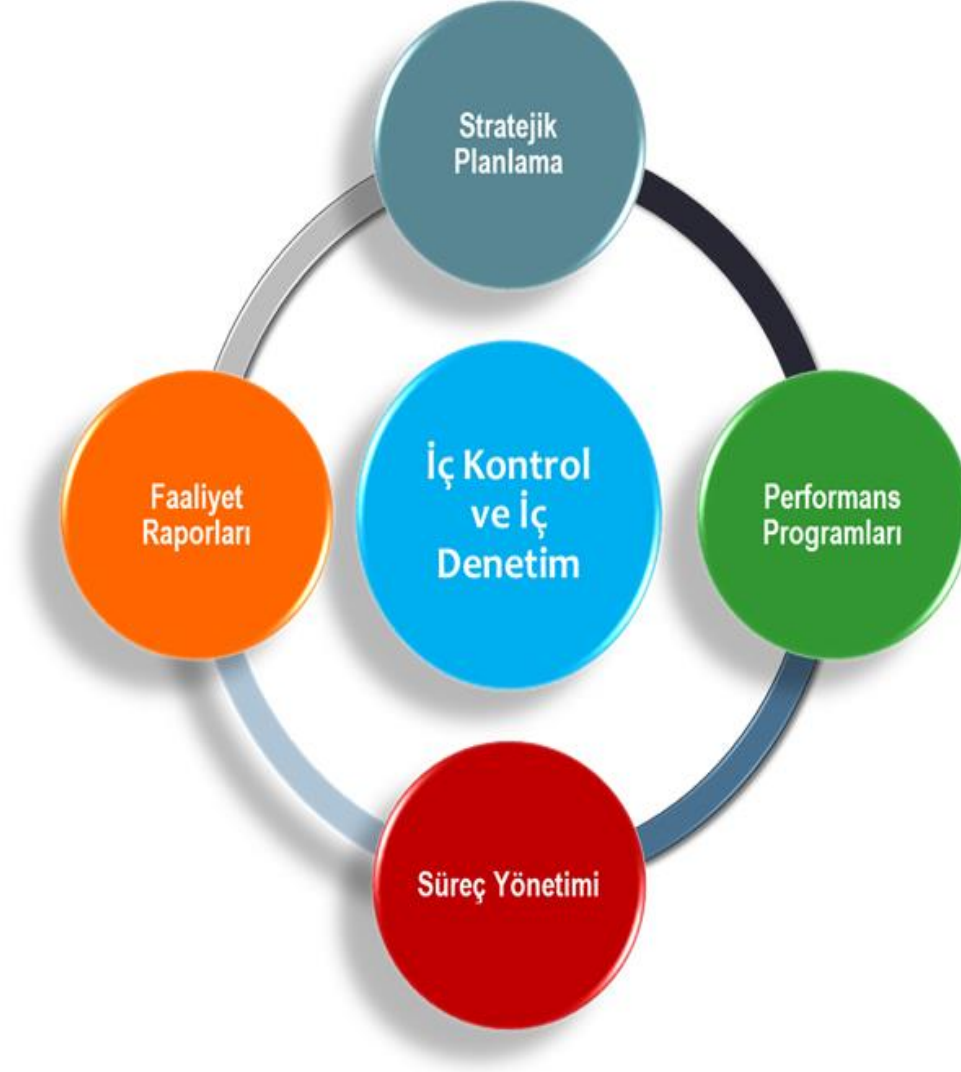 Stratejik
Planlama
Faaliyet
Raporları
İç Kontrol
ve İç
Denetim
Performans
Programları
Süreç Yönetimi